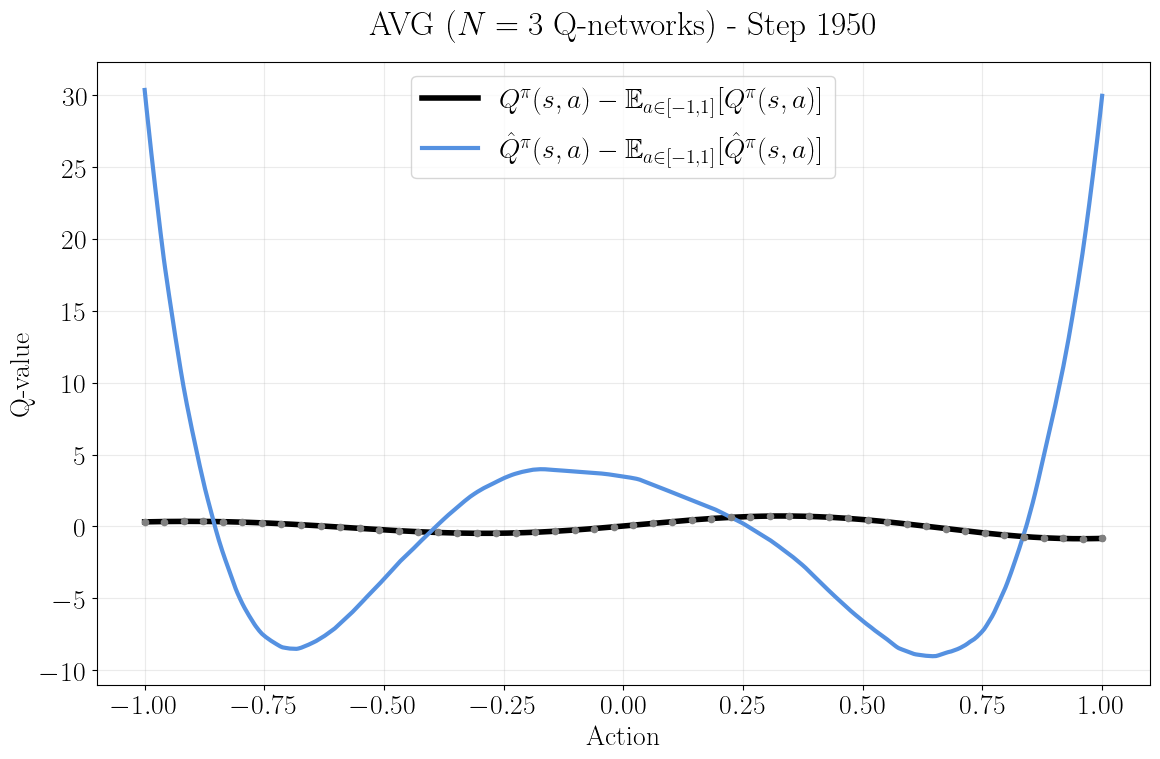 AVG (N = 3 Q-networks) - Step 1950
Q^π(s, a) − 𝔼_{a∈[−1,1]}[Q^π(s, a)]
Q̂^π(s, a) − 𝔼_{a∈[−1,1]}[Q̂^π(s, a)]
Q-value
30
25
20
15
10
5
0
−5
−10
−1.00 −0.75 −0.50 −0.25 0.00 0.25 0.50 0.75 1.00
Action